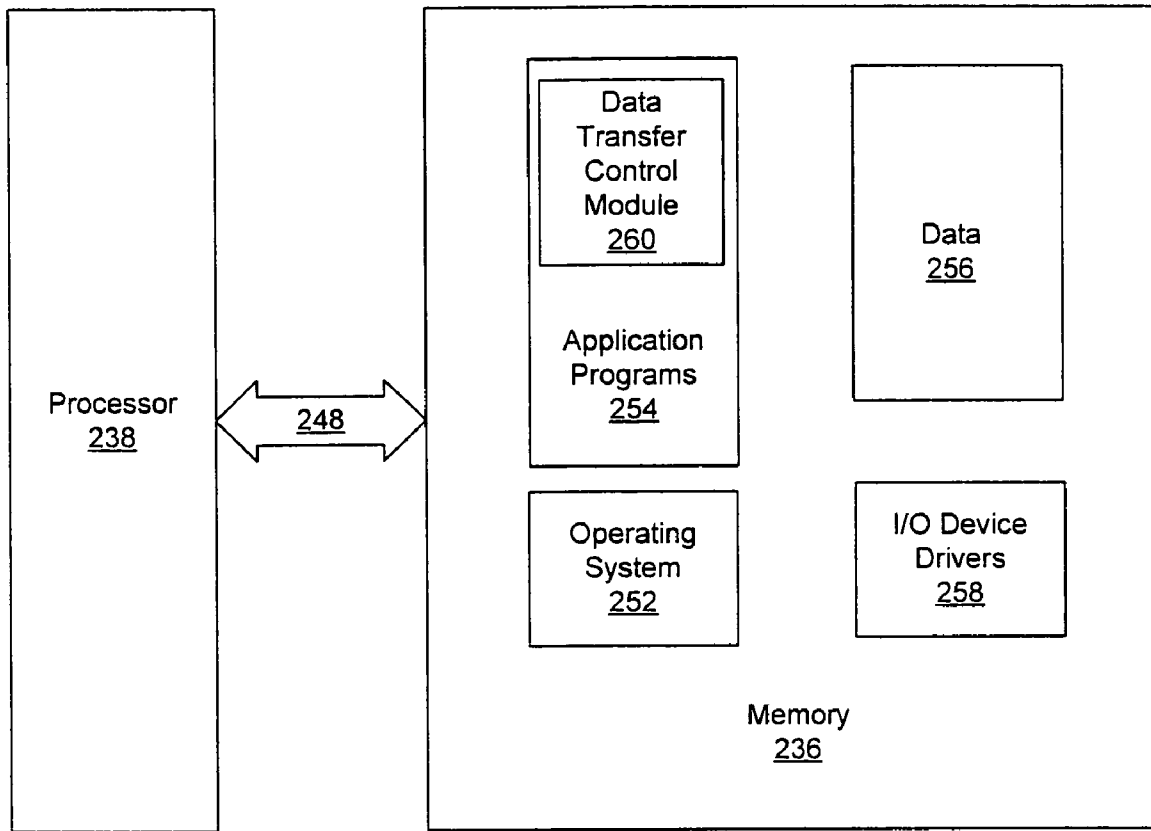 Processor
238
248
Data
Transfer
Control
Module
260
Application
Programs
254
Data
256
Operating
System
252
I/O Device
Drivers
258
Memory
236